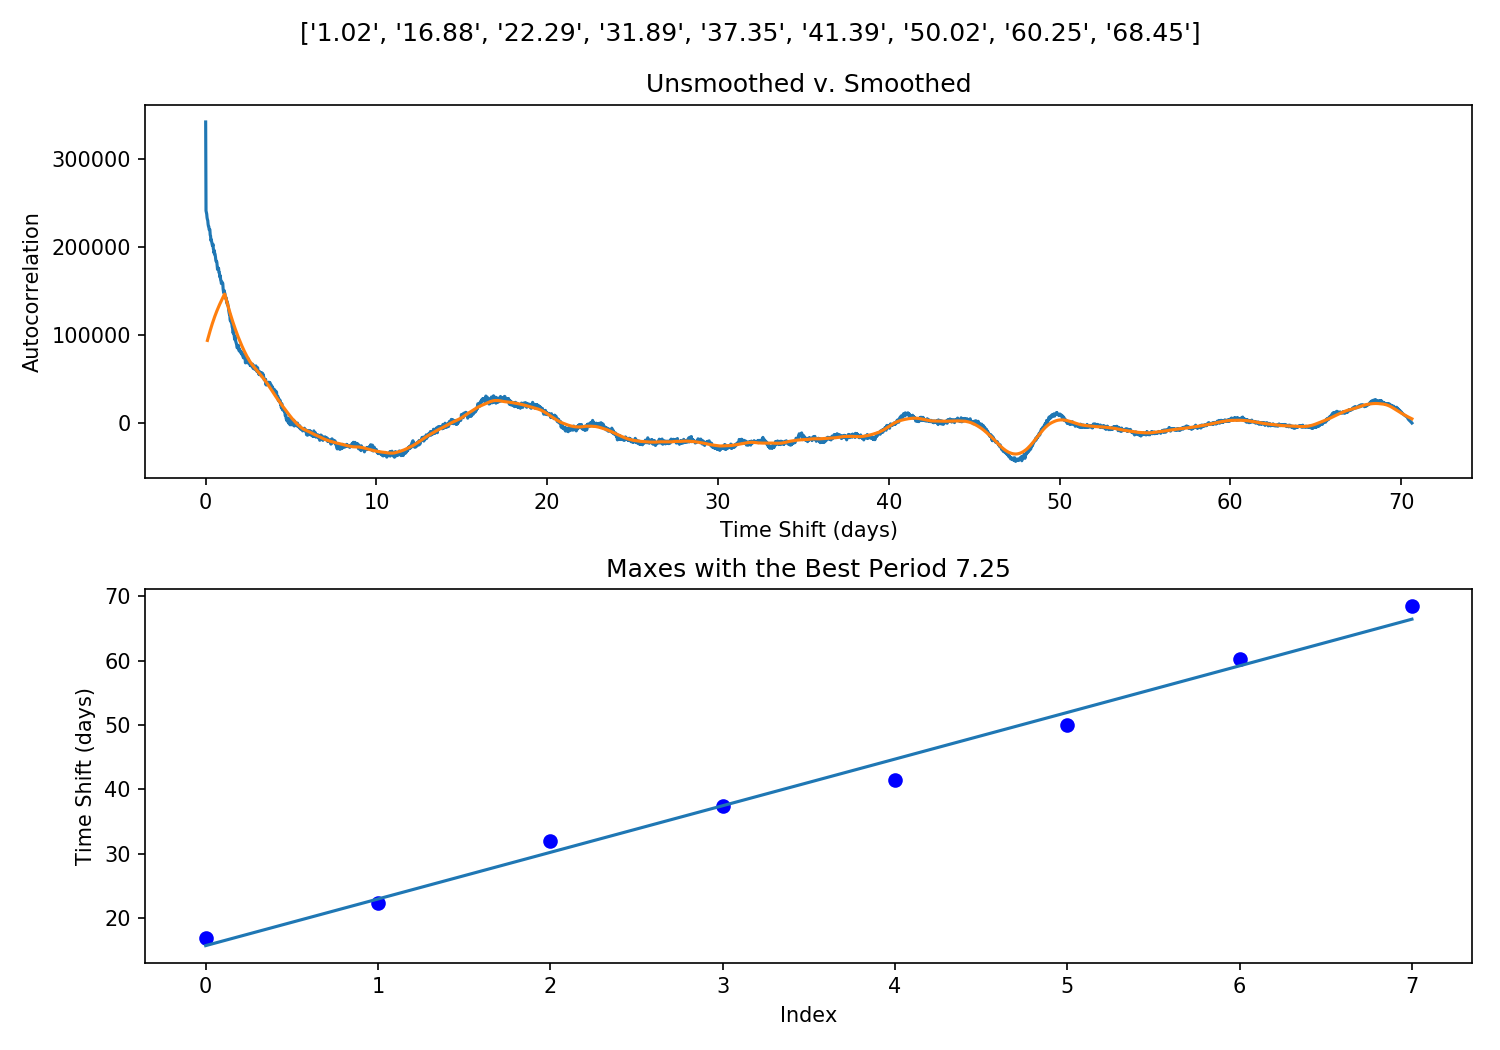 ['1.02', '16.88', '22.29', '31.89', '37.35', '41.39', '50.02', '60.25', '68.45']
Unsmoothed v. Smoothed
300000
200000
100000
0
Autocorrelation
0 10 20 30 40 50 60 70
Time Shift (days)
Maxes with the Best Period 7.25
70
60
50
40
30
20
Time Shift (days)
0 1 2 3 4 5 6 7
Index